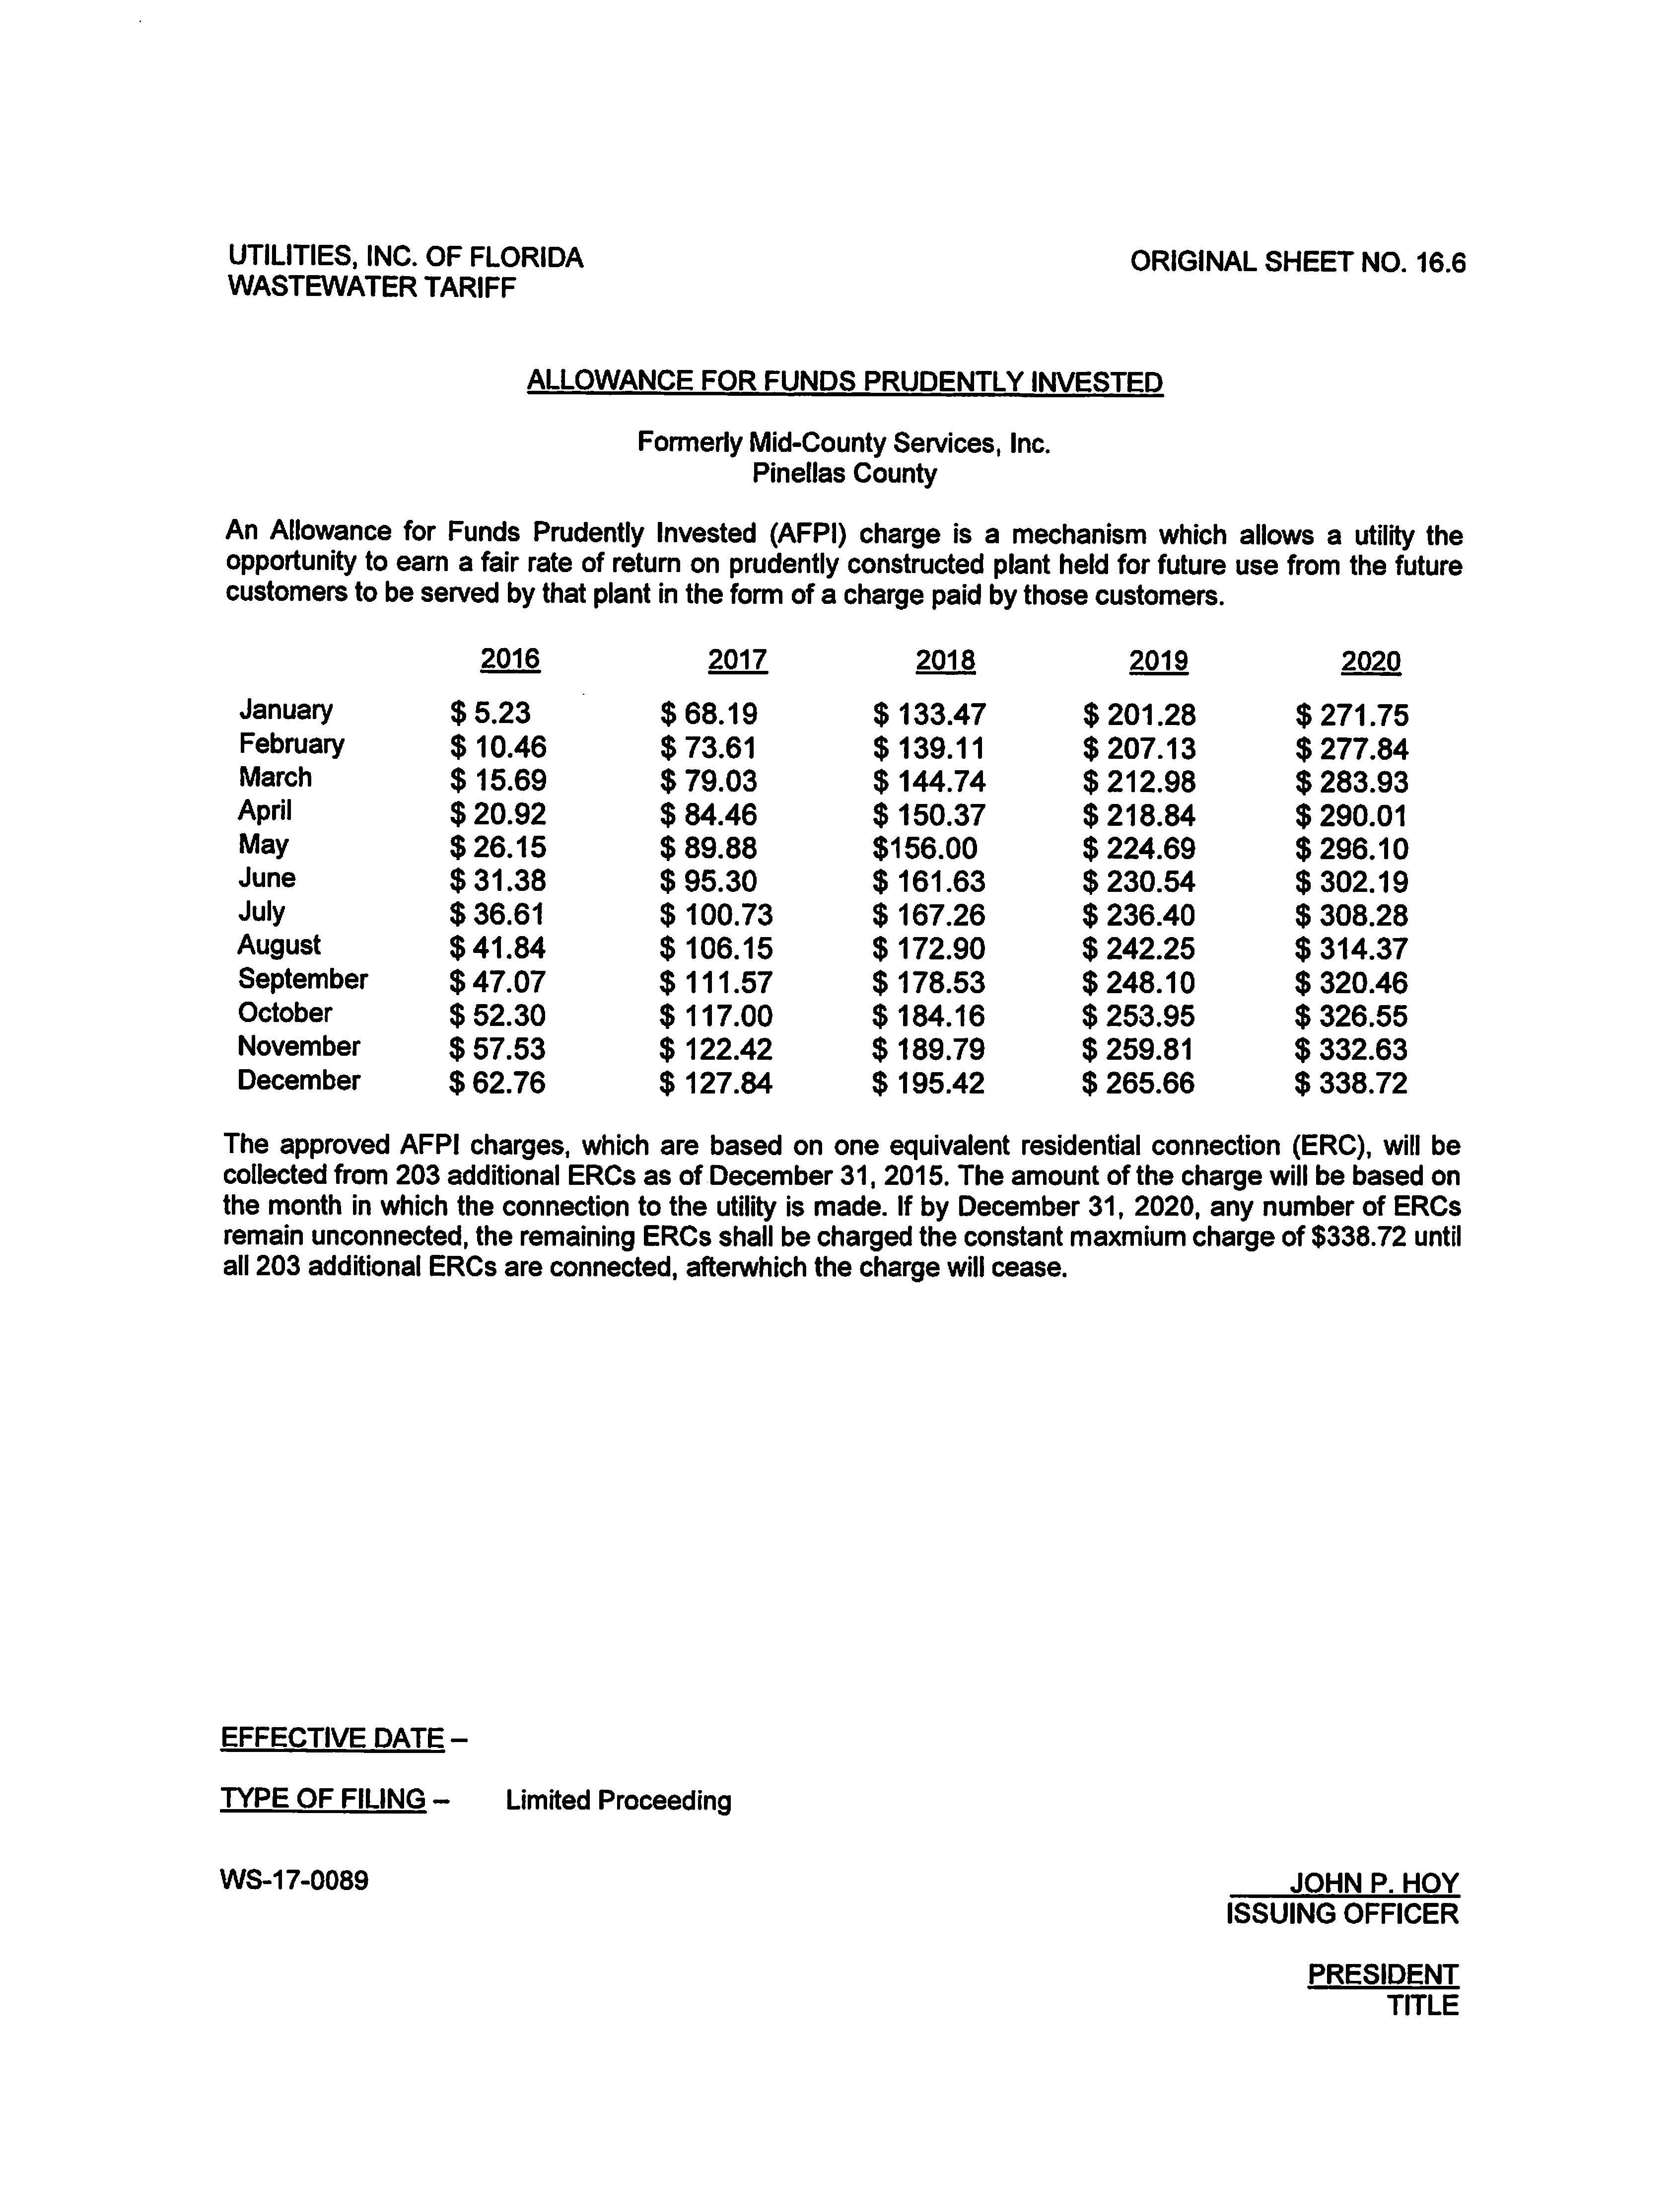 UTILITIES, INC. OF FLORIDA ORIGINAL SHEET NO. 16.6
WASTEWATER TARIFF
ALLOWANCE FOR FUNDS PRUDENTLY INVESTED
Formerly Mid-County Services, Inc.
Pinellas County
An Allowance for Funds Prudently Invested (AFPI) charge is a mechanism which allows a utility the
opportunity to earn a fair rate of return on prudently constructed plant held for future use from the future
customers to be served by that plant in the form of a charge paid by those customers.
2016 2017 2018 2019 2020
January $ 5.23 $ 68.19 $ 133.47 $ 201.28 $ 271.75
February $ 10.46 $ 73.61 $ 139.11 $ 207.13 $ 277.84
March $ 15.69 $ 79.03 $ 144.74 $ 212.98 $ 283.93
April $ 20.92 $ 84.46 $ 150.37 $ 218.84 $ 290.01
May $ 26.15 $ 89.88 $156.00 $ 224.69 $ 296.10
June $ 31.38 $ 95.30 $ 161.63 $ 230.54 $ 302.19
July $ 36.61 $ 100.73 $ 167.26 $ 236.40 $ 308.28
August $ 41.84 $ 106.15 $ 172.90 $ 242.25 $ 314.37
September $ 47.07 $ 111.57 $ 178.53 $ 248.10 $ 320.46
October $ 52.30 $ 117.00 $ 184.16 $ 253.95 $ 326.55
November $ 57.53 $ 122.42 $ 189.79 $ 259.81 $ 332.63
December $ 62.76 $ 127.84 $ 195.42 $ 265.66 $ 338.72
The approved AFPI charges, which are based on one equivalent residential connection (ERC), will be
collected from 203 additional ERCs as of December 31, 2015. The amount of the charge will be based on
the month in which the connection to the utility is made. If by December 31, 2020, any number of ERCs
remain unconnected, the remaining ERCs shall be charged the constant maxmium charge of $338.72 until
all 203 additional ERCs are connected, afterwhich the charge will cease.
EFFECTIVE DATE –
TYPE OF FILING – Limited Proceeding
WS-17-0089 JOHN P. HOY
ISSUING OFFICER
PRESIDENT
TITLE